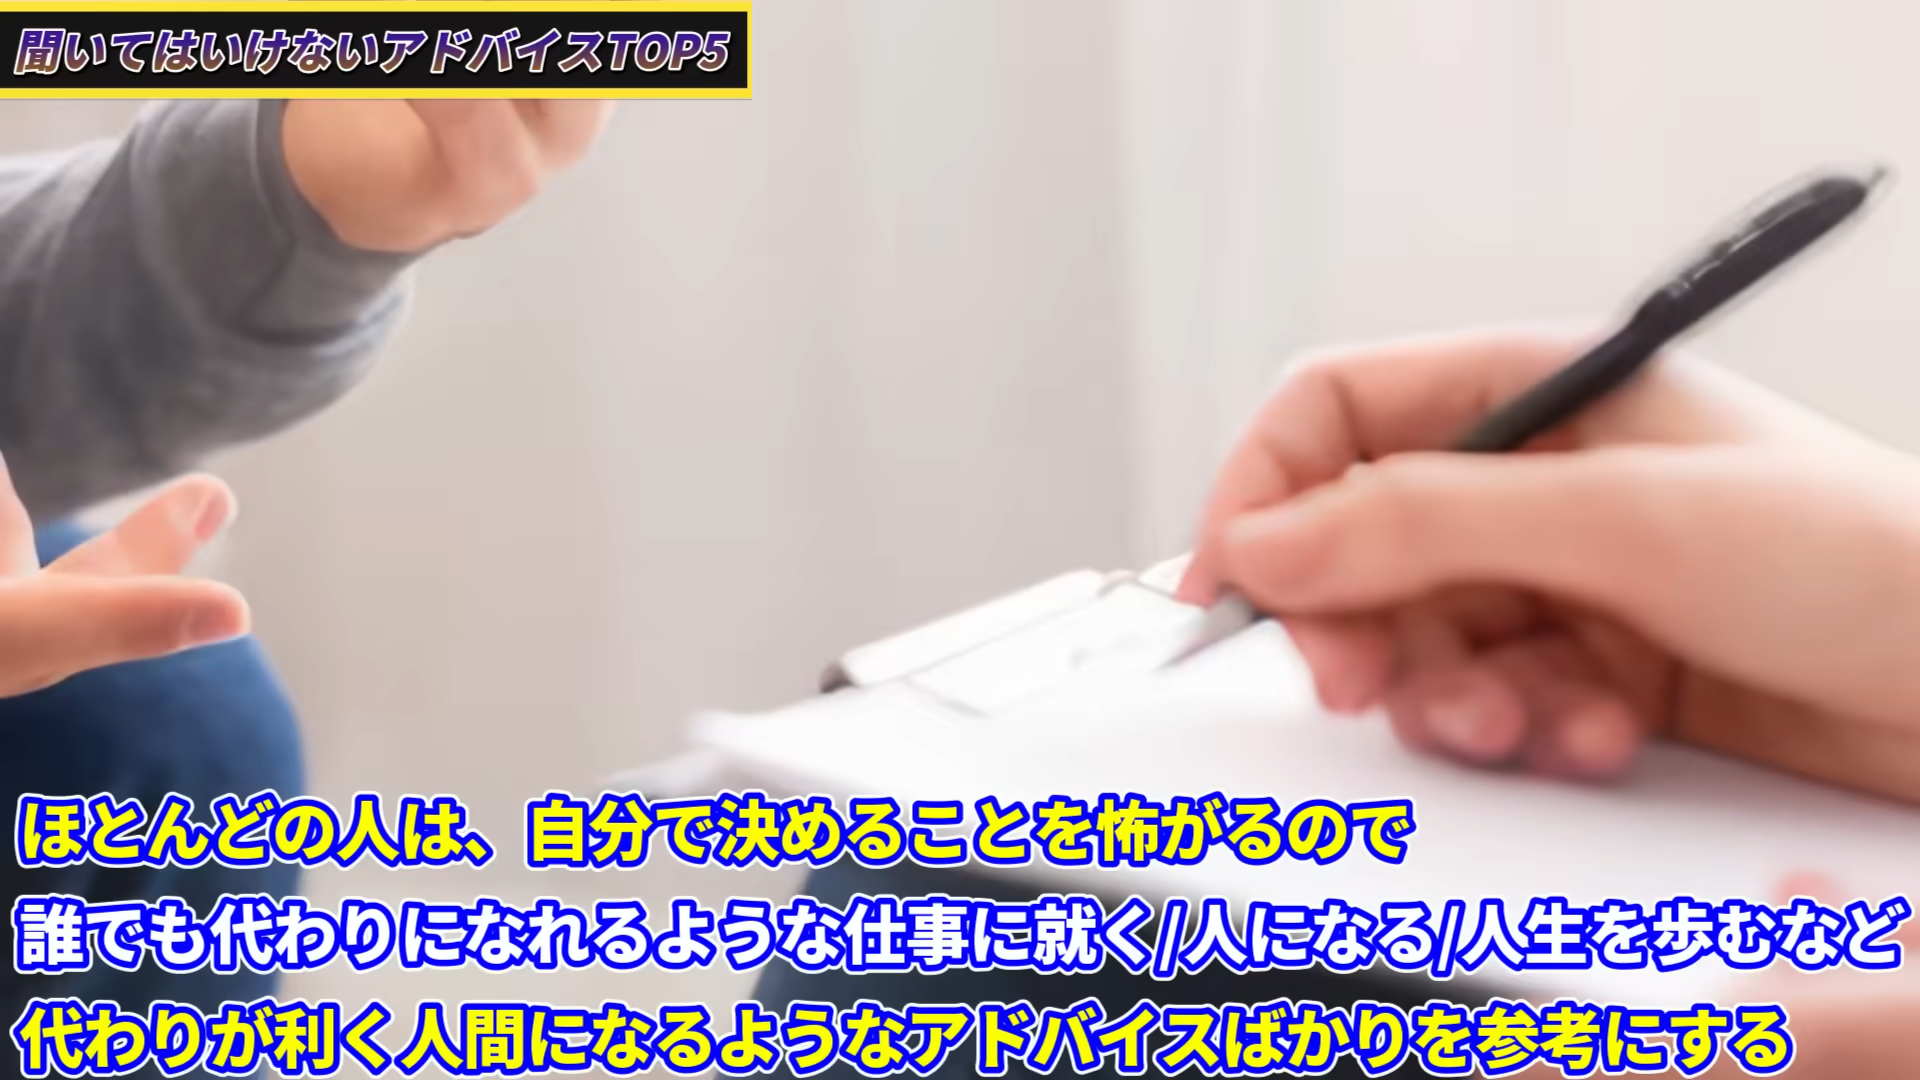 聞いてはいけないアドバイスTOP5
ほとんどの人は、自分で決めることを怖がるので
誰でも代わりになれるような仕事に就く/人になる/人生を歩むなど
代わりが利く人間になるようなアドバイスばかりを参考にする